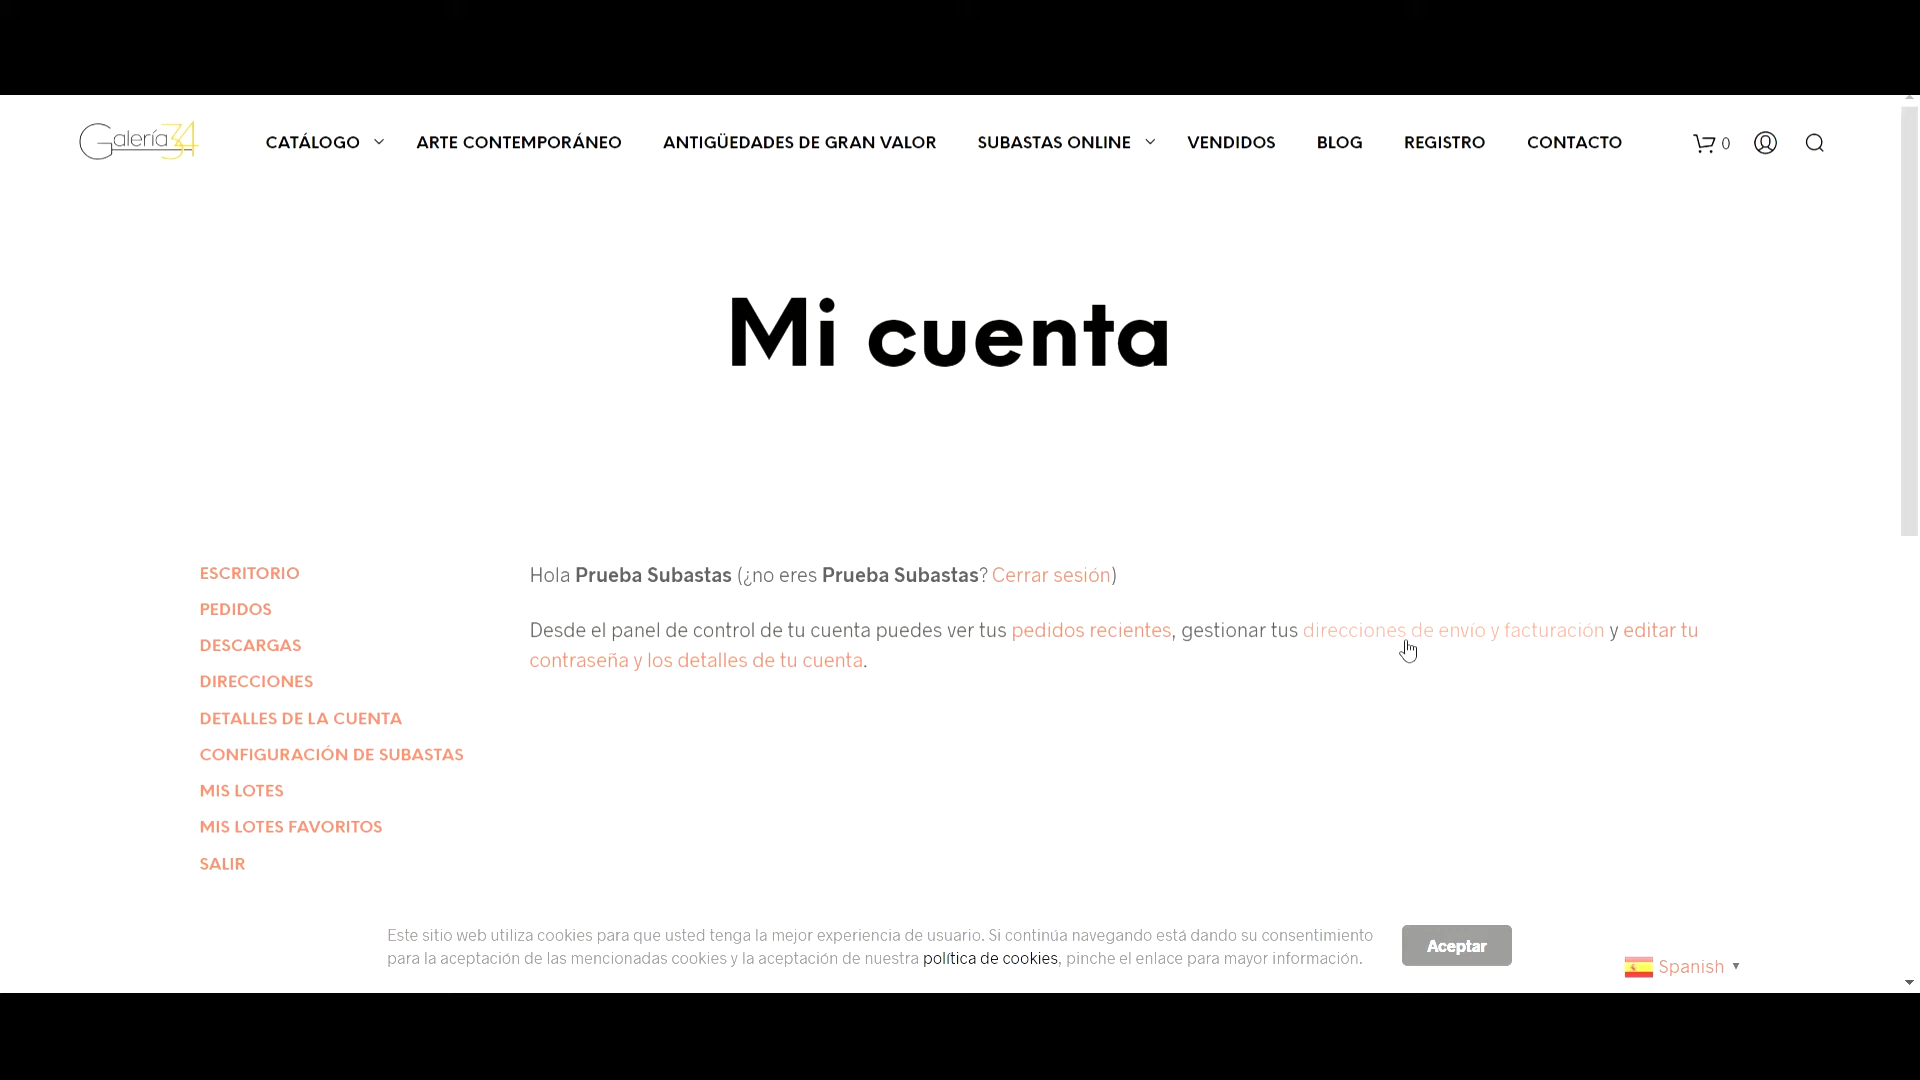 Galería34
CATÁLOGO ARTE CONTEMPORÁNEO ANTIGÜEDADES DE GRAN VALOR SUBASTAS ONLINE VENDIDOS BLOG REGISTRO CONTACTO 0
Mi cuenta
ESCRITORIO
PEDIDOS
DESCARGAS
DIRECCIONES
DETALLES DE LA CUENTA
CONFIGURACIÓN DE SUBASTAS
MIS LOTES
MIS LOTES FAVORITOS
SALIR
Hola Prueba Subastas (¿no eres Prueba Subastas? Cerrar sesión)
Desde el panel de control de tu cuenta puedes ver tus pedidos recientes, gestionar tus direcciones de envío y facturación y editar tu
contraseña y los detalles de tu cuenta.
Este sitio web utiliza cookies para que usted tenga la mejor experiencia de usuario. Si continúa navegando está dando su consentimiento
para la aceptación de las mencionadas cookies y la aceptación de nuestra política de cookies, pinche el enlace para mayor información.
Aceptar
Spanish